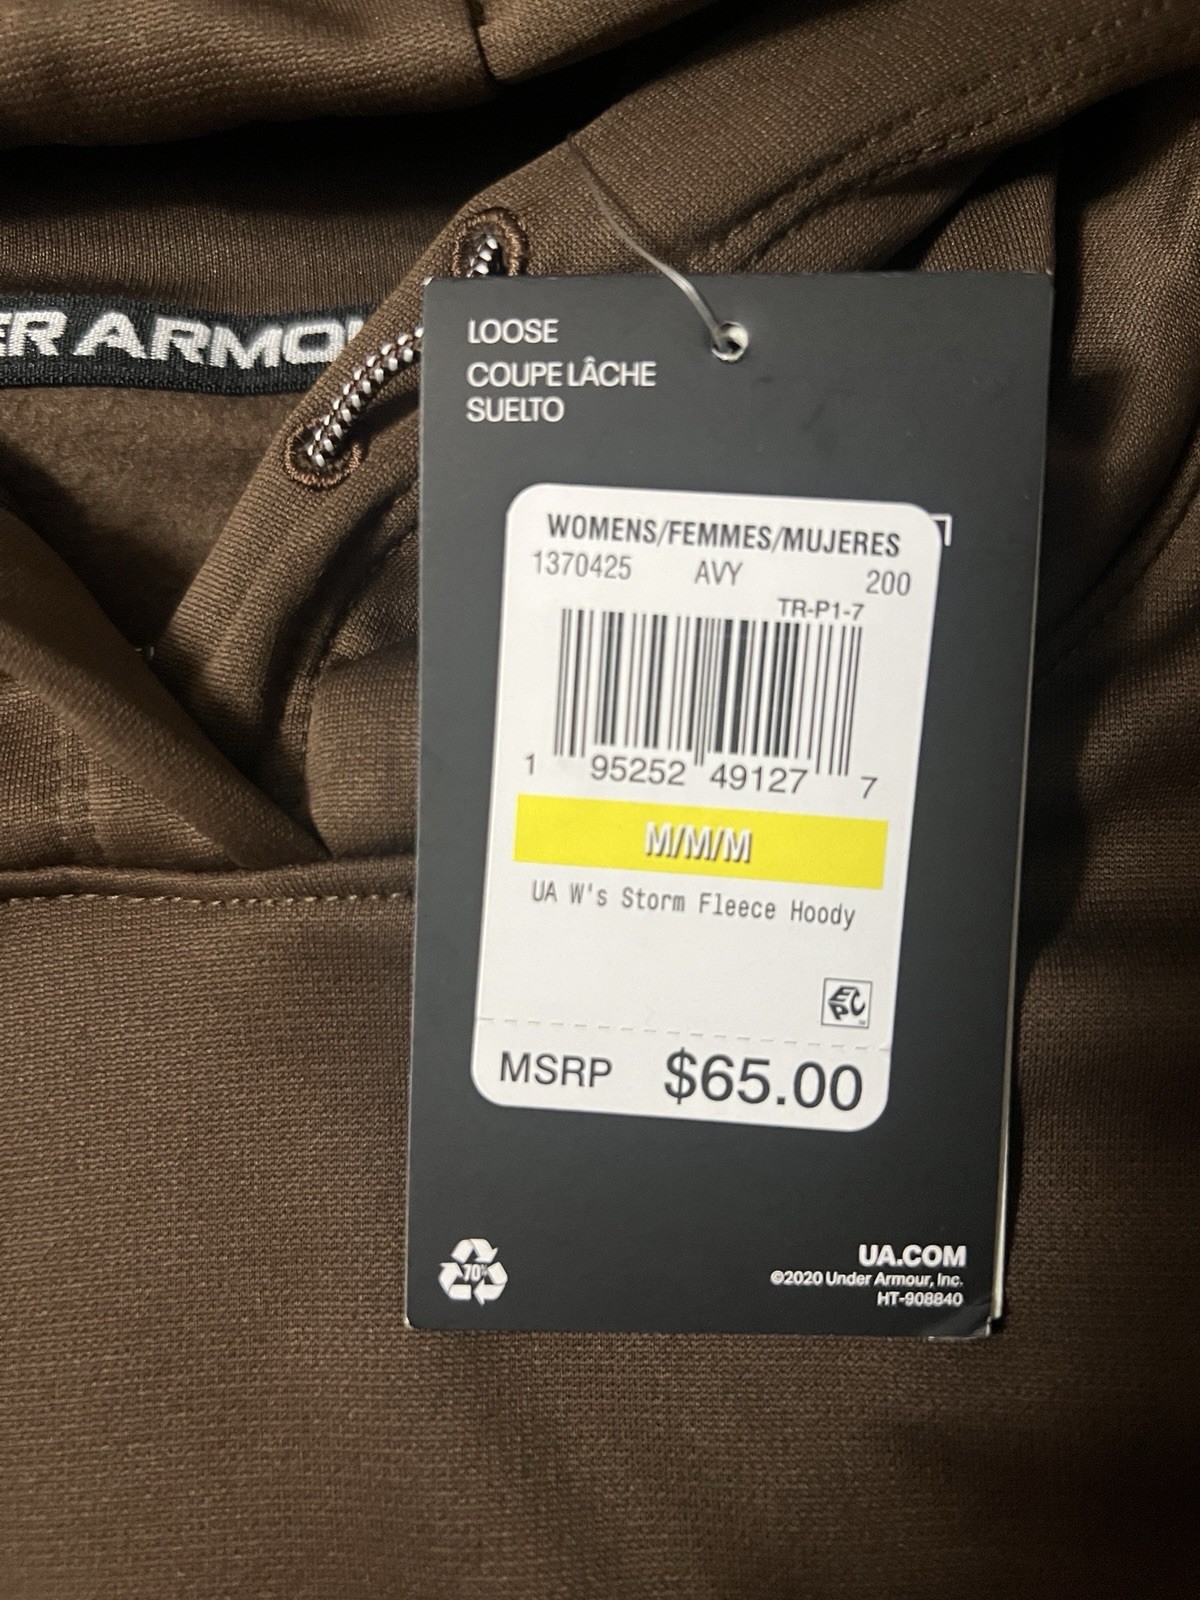 ER ARMOU
LOOSE
COUPE LÂCHE
SUELTO
WOMENS/FEMMES/MUJERES
1370425 AVY 200
TR-P1-7
1 95252 49127 7
M/M/M
UA W's Storm Fleece Hoody
EPC
MSRP $65.00
70%
UA.COM
©2020 Under Armour, Inc.
HT-908840